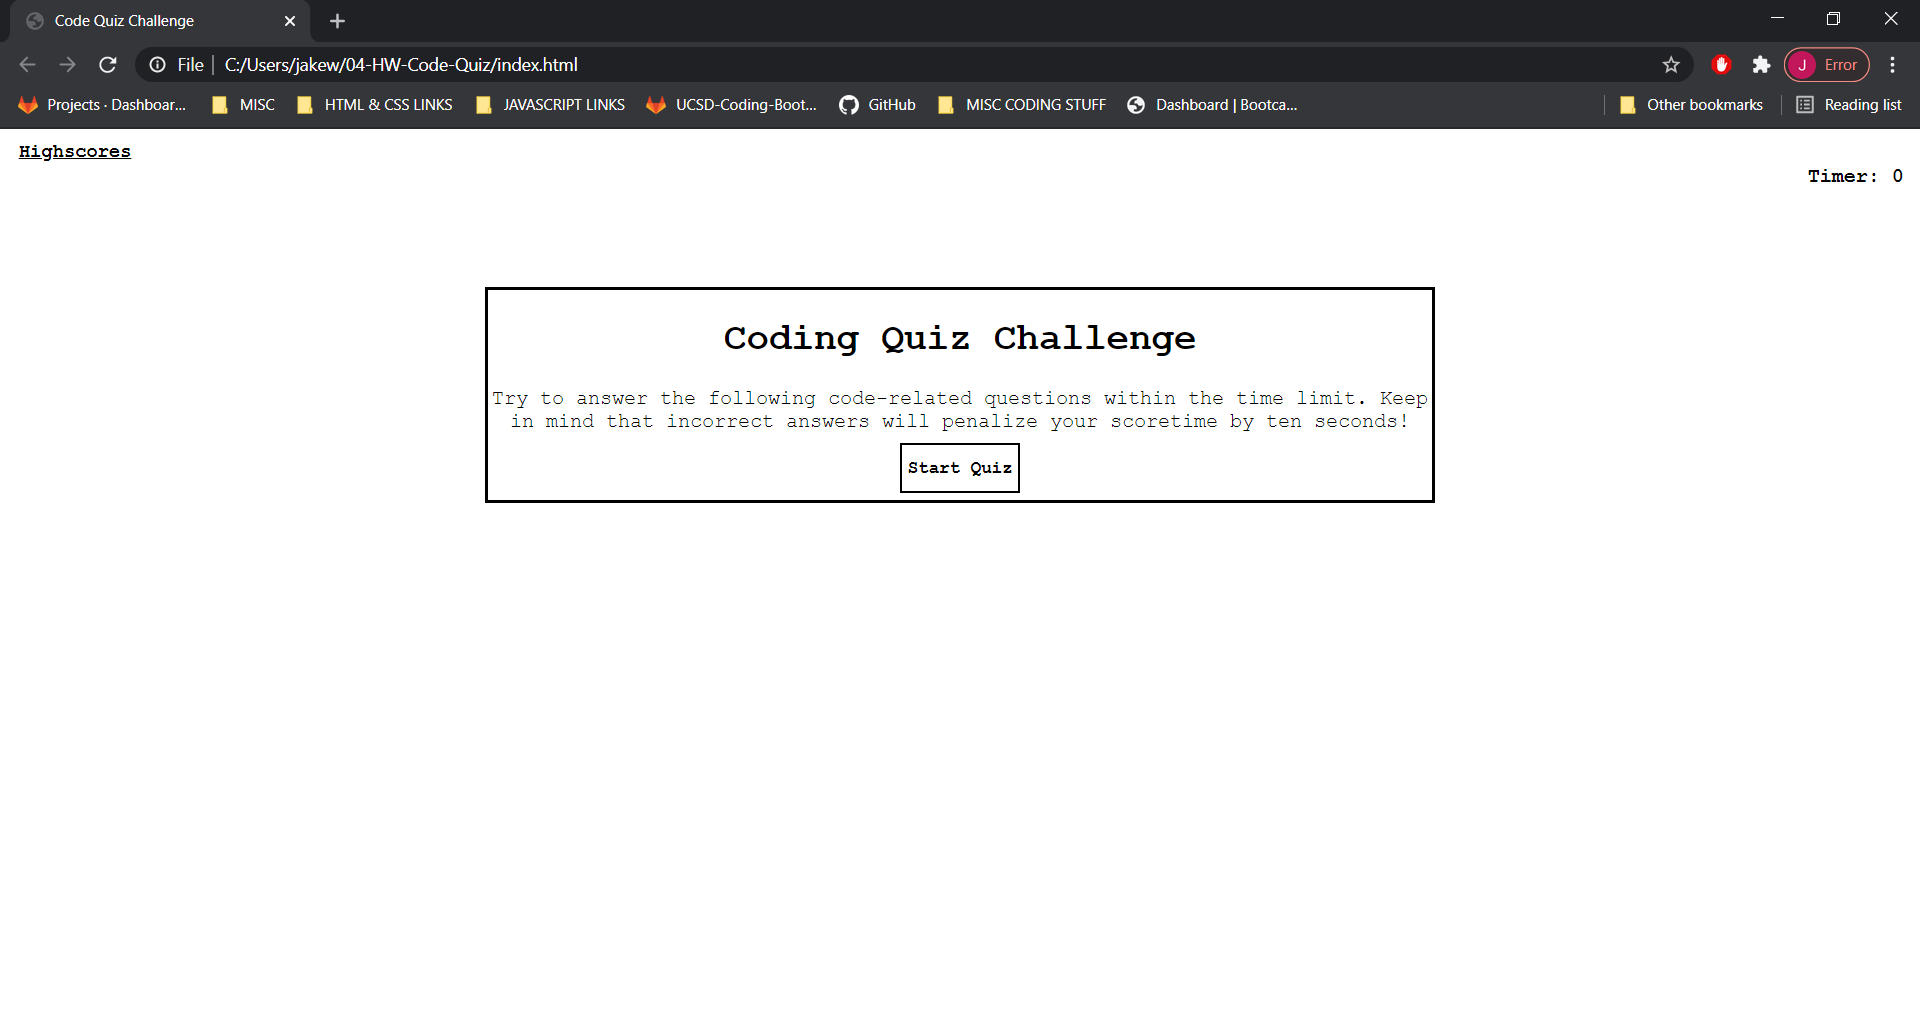 Code Quiz Challenge
File C:/Users/jakew/04-HW-Code-Quiz/index.html J Error
Projects · Dashboar... MISC HTML & CSS LINKS JAVASCRIPT LINKS UCSD-Coding-Boot... GitHub MISC CODING STUFF Dashboard | Bootca... Other bookmarks Reading list
Highscores
Timer: 0
Coding Quiz Challenge
Try to answer the following code-related questions within the time limit. Keep
in mind that incorrect answers will penalize your scoretime by ten seconds!
Start Quiz